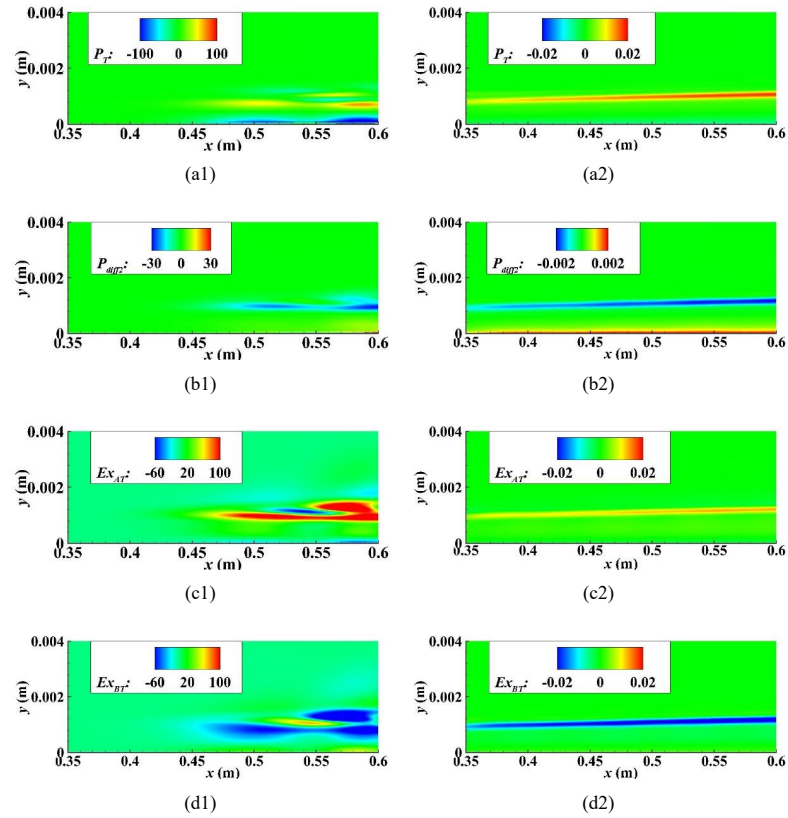 0.004
y (m)
P_T: -100 0 100
0.002
0
0.35 0.4 0.45 0.5 0.55 0.6
x (m)
(a1)
0.004
y (m)
P_T: -0.02 0 0.02
0.002
0
0.35 0.4 0.45 0.5 0.55 0.6
x (m)
(a2)
0.004
y (m)
P_diff2: -30 0 30
0.002
0
0.35 0.4 0.45 0.5 0.55 0.6
x (m)
(b1)
0.004
y (m)
P_diff2: -0.002 0 0.002
0.002
0
0.35 0.4 0.45 0.5 0.55 0.6
x (m)
(b2)
0.004
y (m)
Ex_AT: -60 20 100
0.002
0
0.35 0.4 0.45 0.5 0.55 0.6
x (m)
(c1)
0.004
y (m)
Ex_AT: -0.02 0 0.02
0.002
0
0.35 0.4 0.45 0.5 0.55 0.6
x (m)
(c2)
0.004
y (m)
Ex_BT: -60 20 100
0.002
0
0.35 0.4 0.45 0.5 0.55 0.6
x (m)
(d1)
0.004
y (m)
Ex_BT: -0.02 0 0.02
0.002
0
0.35 0.4 0.45 0.5 0.55 0.6
x (m)
(d2)